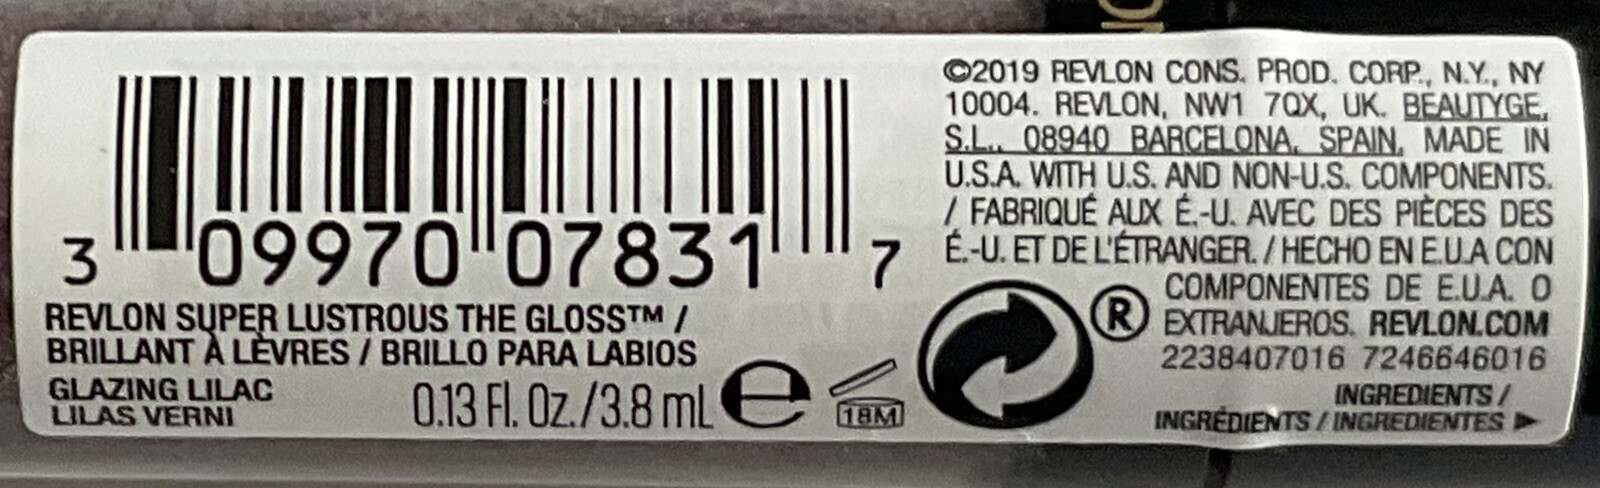 3 09970 07831 7
REVLON SUPER LUSTROUS THE GLOSS™ /
BRILLANT À LÈVRES / BRILLO PARA LABIOS
GLAZING LILAC
LILAS VERNI
0.13 Fl. Oz./3.8 mL e
18M
©2019 REVLON CONS. PROD. CORP., N.Y., NY
10004. REVLON, NW1 7QX, UK. BEAUTYGE,
S.L., 08940 BARCELONA, SPAIN, MADE IN
U.S.A. WITH U.S. AND NON-U.S. COMPONENTS.
/ FABRIQUÉ AUX É.-U. AVEC DES PIÈCES DES
É.-U. ET DE L'ÉTRANGER. / HECHO EN E.U.A CON
COMPONENTES DE E.U.A. O
® EXTRANJEROS. REVLON.COM
2238407016 7246646016
INGREDIENTS /
INGRÉDIENTS / INGREDIENTES ▶